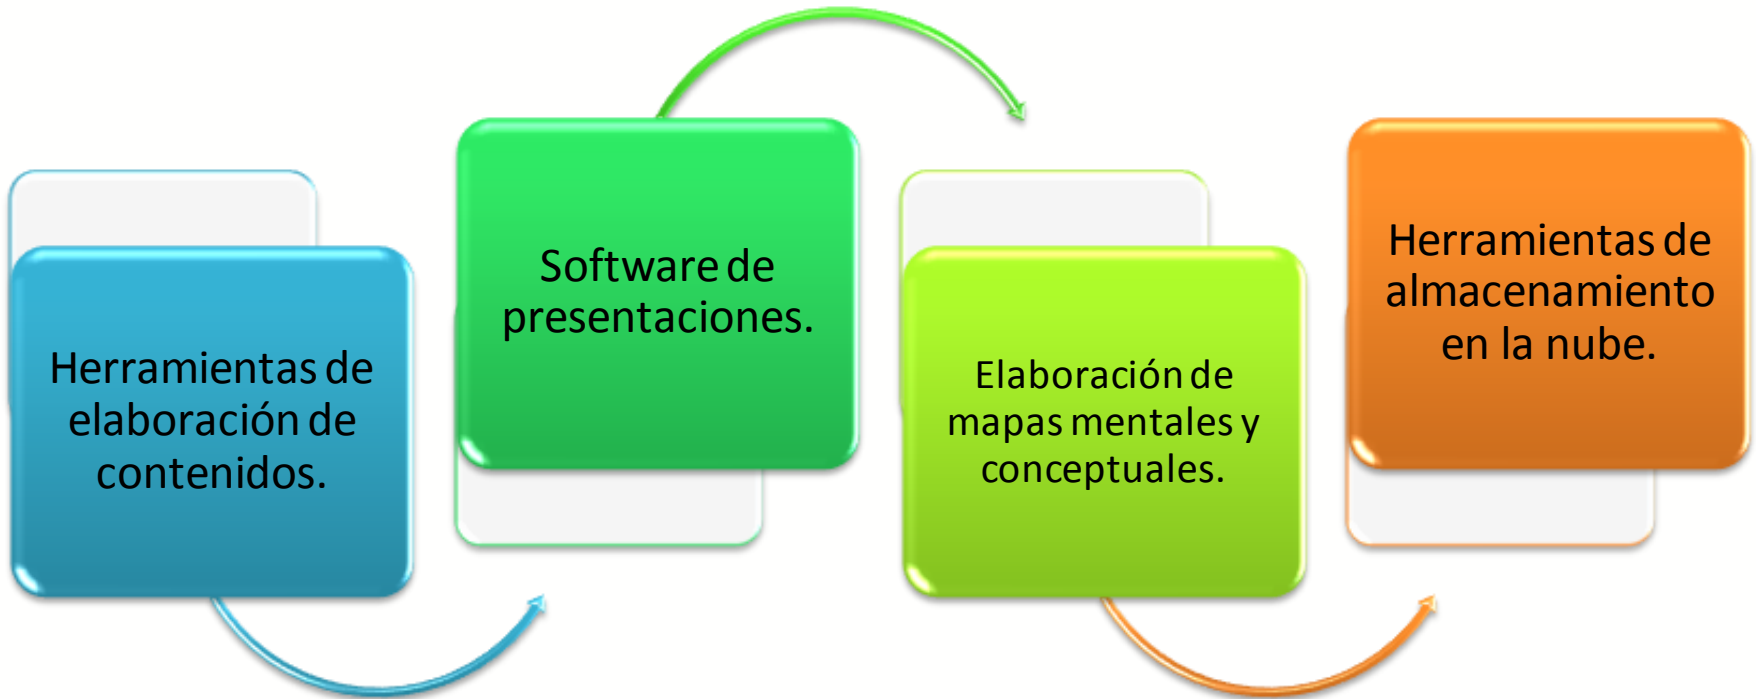 Herramientas de
elaboración de
contenidos.
Software de
presentaciones.
Elaboración de
mapas mentales y
conceptuales.
Herramientas de
almacenamiento
en la nube.